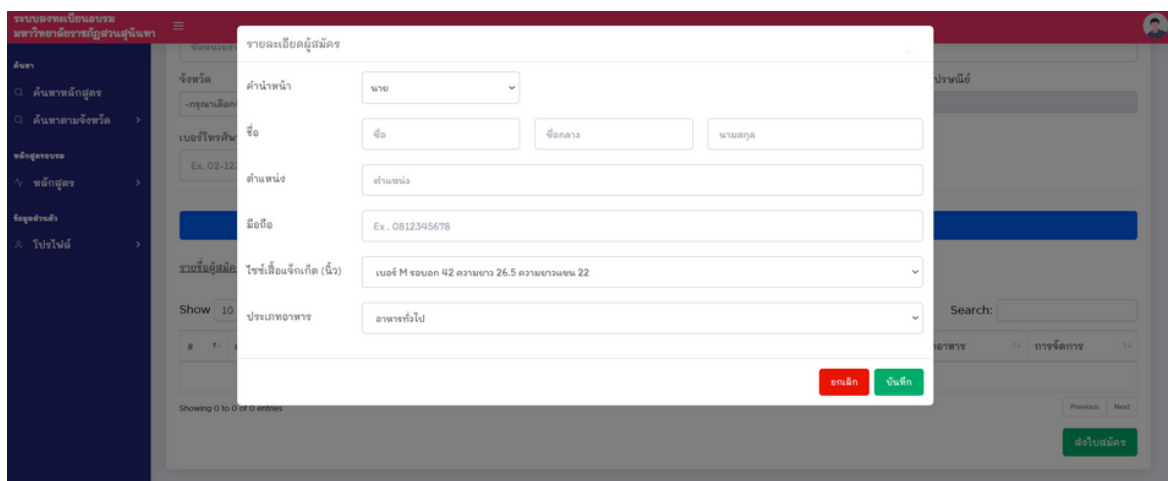 ระบบลงทะเบียนอบรม
มหาวิทยาลัยราชภัฏสวนสุนันทา
รายละเอียดผู้สมัคร
ค้นหา
ค้นหาหลักสูตร
ค้นหาตามจังหวัด
หลักสูตรอบรม
หลักสูตร
ข้อมูลส่วนตัว
โปรไฟล์
จังหวัด
-กรุณาเลือก
เบอร์โทรศัพ
Ex. 02-12
ปรษณีย์
คำนำหน้า
นาย
ชื่อ
ชื่อ
ชื่อกลาง
นามสกุล
ตำแหน่ง
ตำแหน่ง
มือถือ
Ex. 0812345678
ไซซ์เสื้อแจ็กเก็ต (นิ้ว)
เบอร์ M รอบอก 42 ความยาว 26.5 ความยาวแขน 22
ประเภทอาหาร
อาหารทั่วไป
ยกเลิก
บันทึก
รายชื่อผู้สมัค
Show 10
Search:
#
อาหาร
การจัดการ
Showing 0 to 0 of 0 entries
Previous
Next
ส่งใบสมัคร